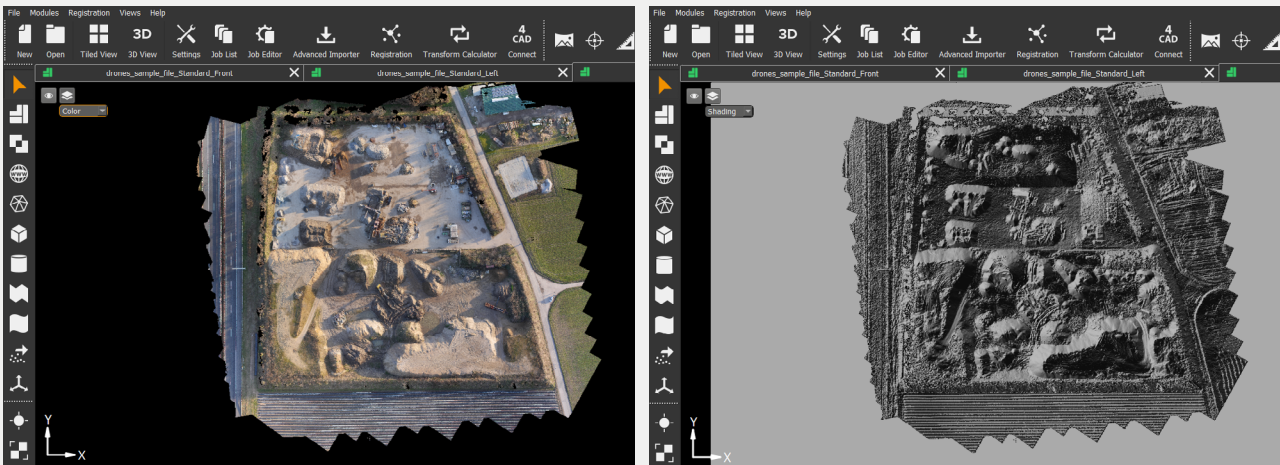 File Modules Registration Views Help
3D 4 CAD
New Open Tiled View 3D View Settings Job List Job Editor Advanced Importer Registration Transform Calculator Connect
drones_sample_file_Standard_Front X drones_sample_file_Standard_Left X
Color
WWW
Y
X
File Modules Registration Views Help
3D 4 CAD
New Open Tiled View 3D View Settings Job List Job Editor Advanced Importer Registration Transform Calculator Connect
drones_sample_file_Standard_Front X drones_sample_file_Standard_Left X
Shading
WWW
Y
X